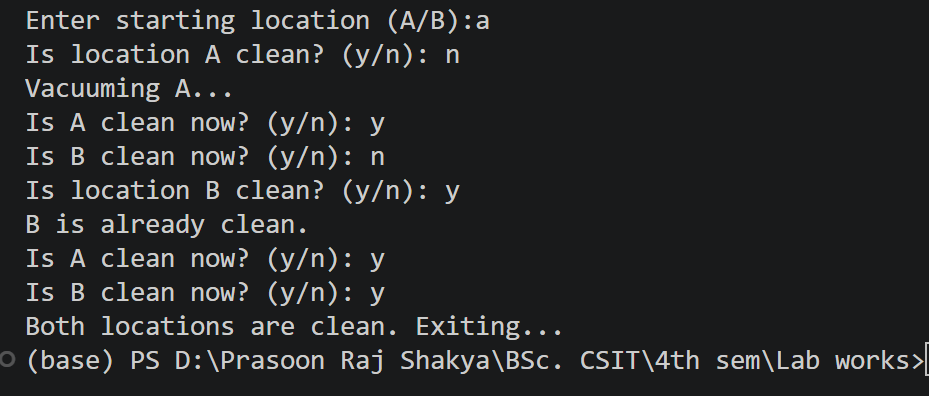 Enter starting location (A/B):a
Is location A clean? (y/n): n
Vacuuming A...
Is A clean now? (y/n): y
Is B clean now? (y/n): n
Is location B clean? (y/n): y
B is already clean.
Is A clean now? (y/n): y
Is B clean now? (y/n): y
Both locations are clean. Exiting...
(base) PS D:\Prasoon Raj Shakya\BSc. CSIT\4th sem\Lab works>